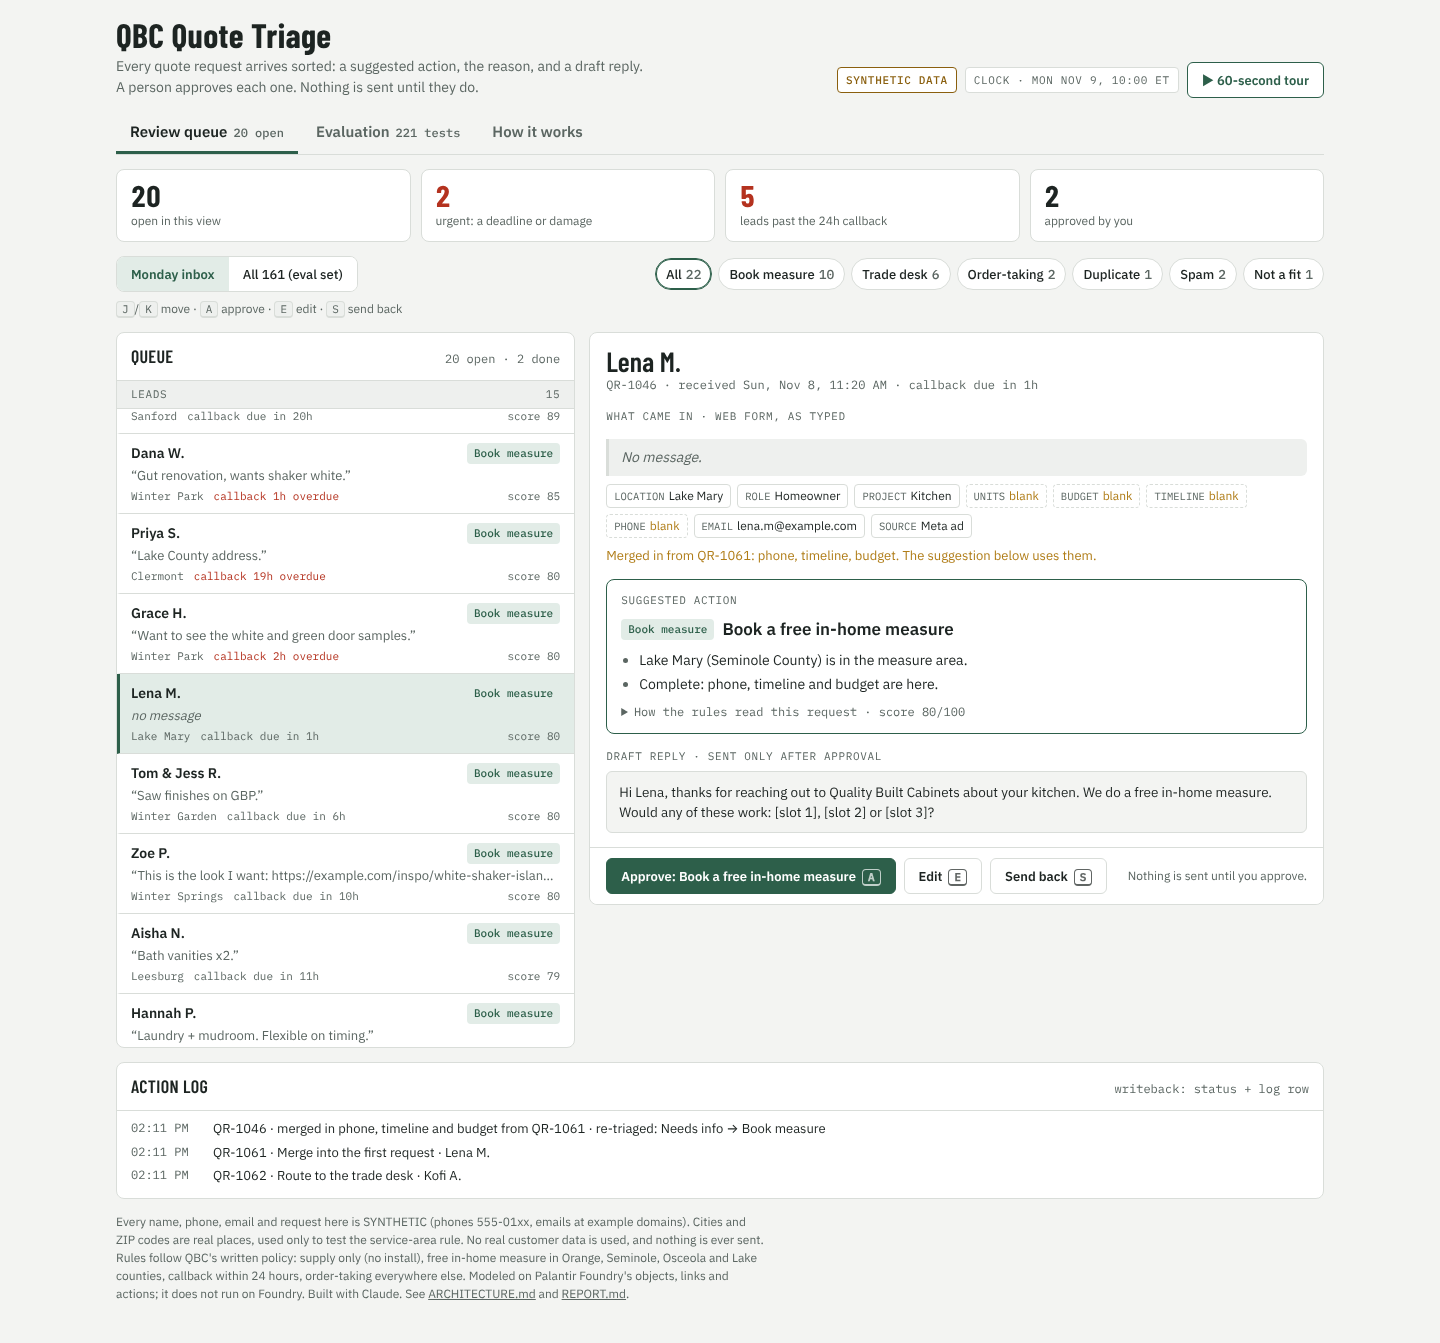 QBC Quote Triage
Every quote request arrives sorted: a suggested action, the reason, and a draft reply.
A person approves each one. Nothing is sent until they do.
SYNTHETIC DATA
CLOCK · MON NOV 9, 10:00 ET
▶ 60-second tour
Review queue 20 open
Evaluation 221 tests
How it works
20
open in this view
2
urgent: a deadline or damage
5
leads past the 24h callback
2
approved by you
Monday inbox
All 161 (eval set)
All 22
Book measure 10
Trade desk 6
Order-taking 2
Duplicate 1
Spam 2
Not a fit 1
J / K move · A approve · E edit · S send back
QUEUE
20 open · 2 done
LEADS 15
Sanford callback due in 20h score 89
Dana W. Book measure
“Gut renovation, wants shaker white.”
Winter Park callback 1h overdue score 85
Priya S. Book measure
“Lake County address.”
Clermont callback 19h overdue score 80
Grace H. Book measure
“Want to see the white and green door samples.”
Winter Park callback 2h overdue score 80
Lena M. Book measure
no message
Lake Mary callback due in 1h score 80
Tom & Jess R. Book measure
“Saw finishes on GBP.”
Winter Garden callback due in 6h score 80
Zoe P. Book measure
“This is the look I want: https://example.com/inspo/white-shaker-islan...
Winter Springs callback due in 10h score 80
Aisha N. Book measure
“Bath vanities x2.”
Leesburg callback due in 11h score 79
Hannah P. Book measure
“Laundry + mudroom. Flexible on timing.”
Lena M.
QR-1046 · received Sun, Nov 8, 11:20 AM · callback due in 1h
WHAT CAME IN · WEB FORM, AS TYPED
No message.
LOCATION Lake Mary
ROLE Homeowner
PROJECT Kitchen
UNITS blank
BUDGET blank
TIMELINE blank
PHONE blank
EMAIL lena.m@example.com
SOURCE Meta ad
Merged in from QR-1061: phone, timeline, budget. The suggestion below uses them.
SUGGESTED ACTION
Book measure Book a free in-home measure
• Lake Mary (Seminole County) is in the measure area.
• Complete: phone, timeline and budget are here.
▶ How the rules read this request · score 80/100
DRAFT REPLY · SENT ONLY AFTER APPROVAL
Hi Lena, thanks for reaching out to Quality Built Cabinets about your kitchen. We do a free in-home measure.
Would any of these work: [slot 1], [slot 2] or [slot 3]?
Approve: Book a free in-home measure A
Edit E
Send back S
Nothing is sent until you approve.
ACTION LOG
writeback: status + log row
02:11 PM QR-1046 · merged in phone, timeline and budget from QR-1061 · re-triaged: Needs info → Book measure
02:11 PM QR-1061 · Merge into the first request · Lena M.
02:11 PM QR-1062 · Route to the trade desk · Kofi A.
Every name, phone, email and request here is SYNTHETIC (phones 555-01xx, emails at example domains). Cities and
ZIP codes are real places, used only to test the service-area rule. No real customer data is used, and nothing is ever sent.
Rules follow QBC's written policy: supply only (no install), free in-home measure in Orange, Seminole, Osceola and Lake
counties, callback within 24 hours, order-taking everywhere else. Modeled on Palantir Foundry's objects, links and
actions; it does not run on Foundry. Built with Claude. See ARCHITECTURE.md and REPORT.md.